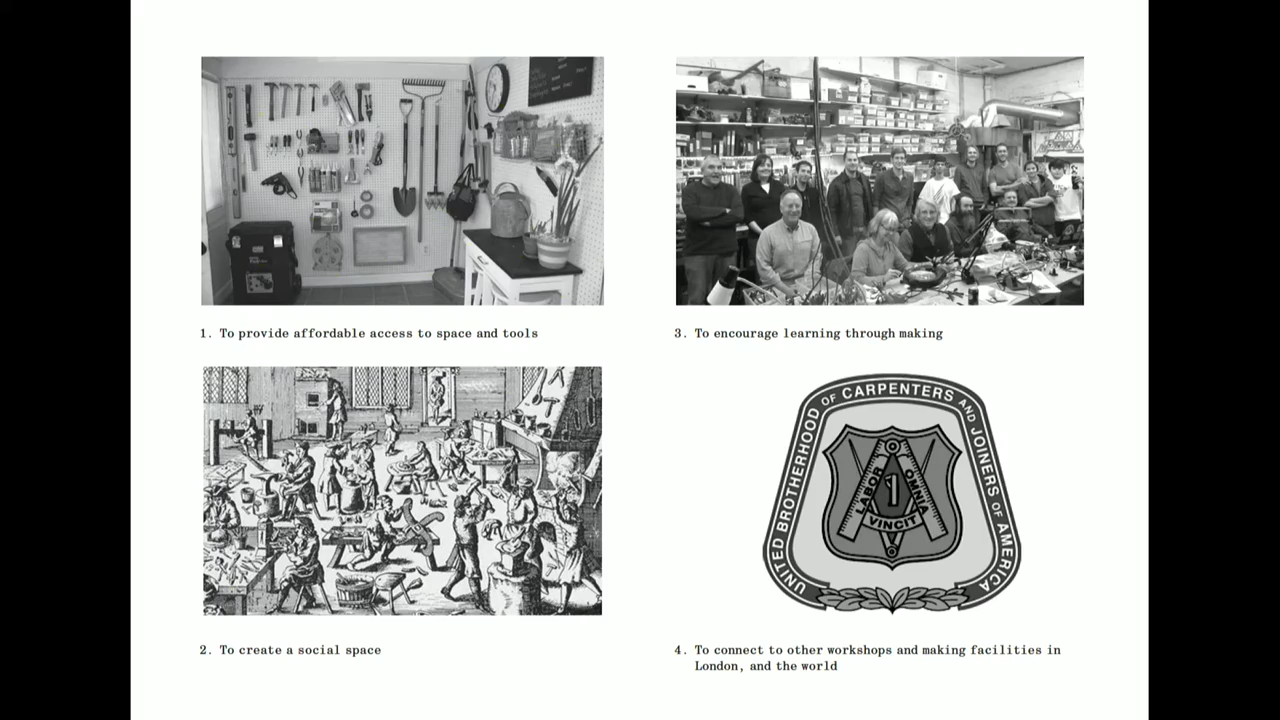 1. To provide affordable access to space and tools
3. To encourage learning through making
UNITED BROTHERHOOD OF CARPENTERS AND JOINERS OF AMERICA
LABOR
OMNIA
1
VINCIT
2. To create a social space
4. To connect to other workshops and making facilities in
London, and the world